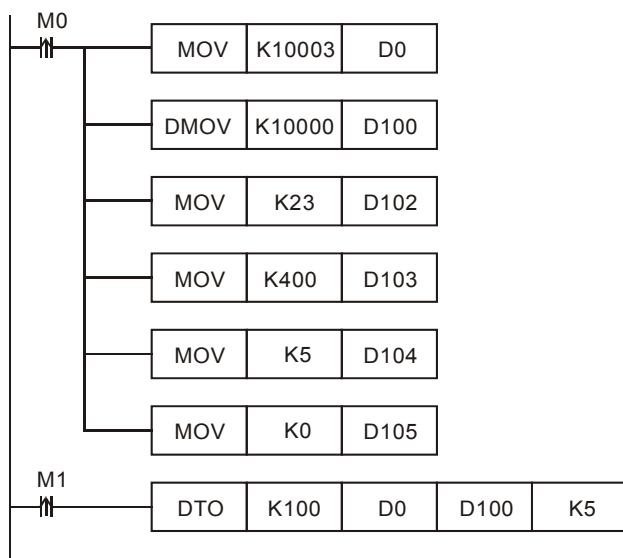 M0
MOV K10003 D0
DMOV K10000 D100
MOV K23 D102
MOV K400 D103
MOV K5 D104
MOV K0 D105
M1
DTO K100 D0 D100 K5